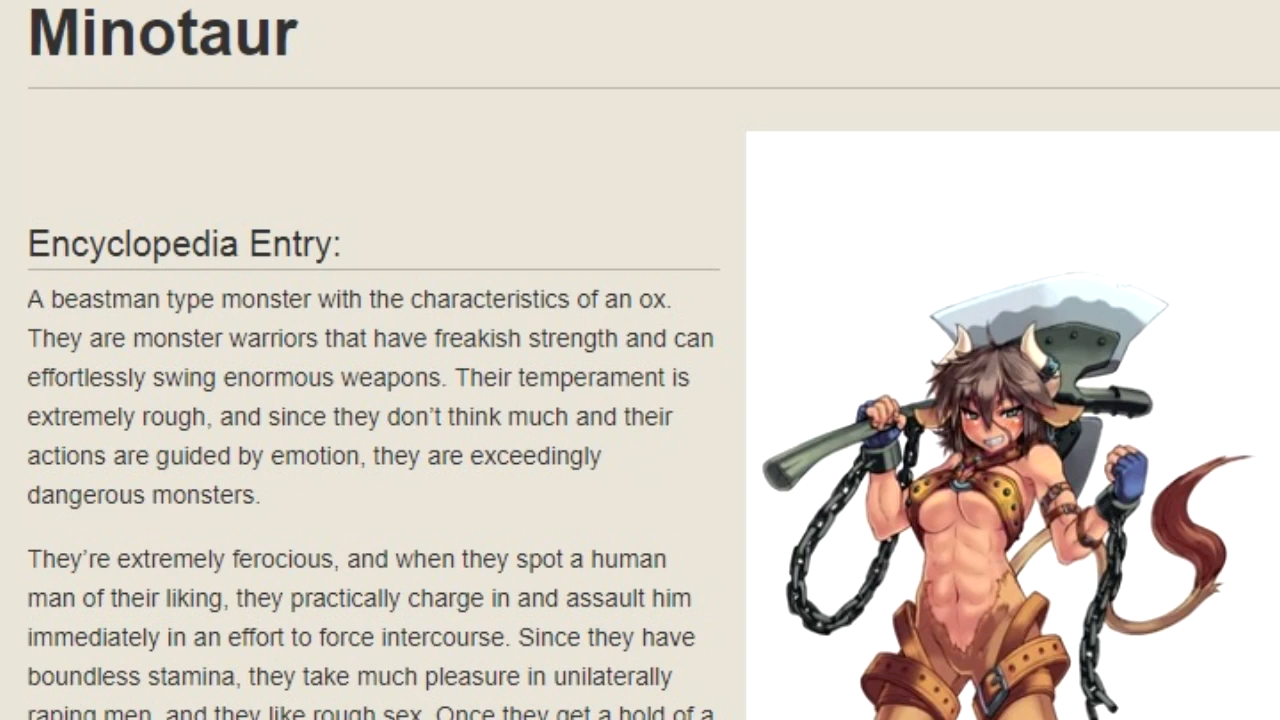 Minotaur
Encyclopedia Entry:
A beastman type monster with the characteristics of an ox.
They are monster warriors that have freakish strength and can
effortlessly swing enormous weapons. Their temperament is
extremely rough, and since they don’t think much and their
actions are guided by emotion, they are exceedingly
dangerous monsters.
They’re extremely ferocious, and when they spot a human
man of their liking, they practically charge in and assault him
immediately in an effort to force intercourse. Since they have
boundless stamina, they take much pleasure in unilaterally
raping men, and they like rough sex. Once they get a hold of a